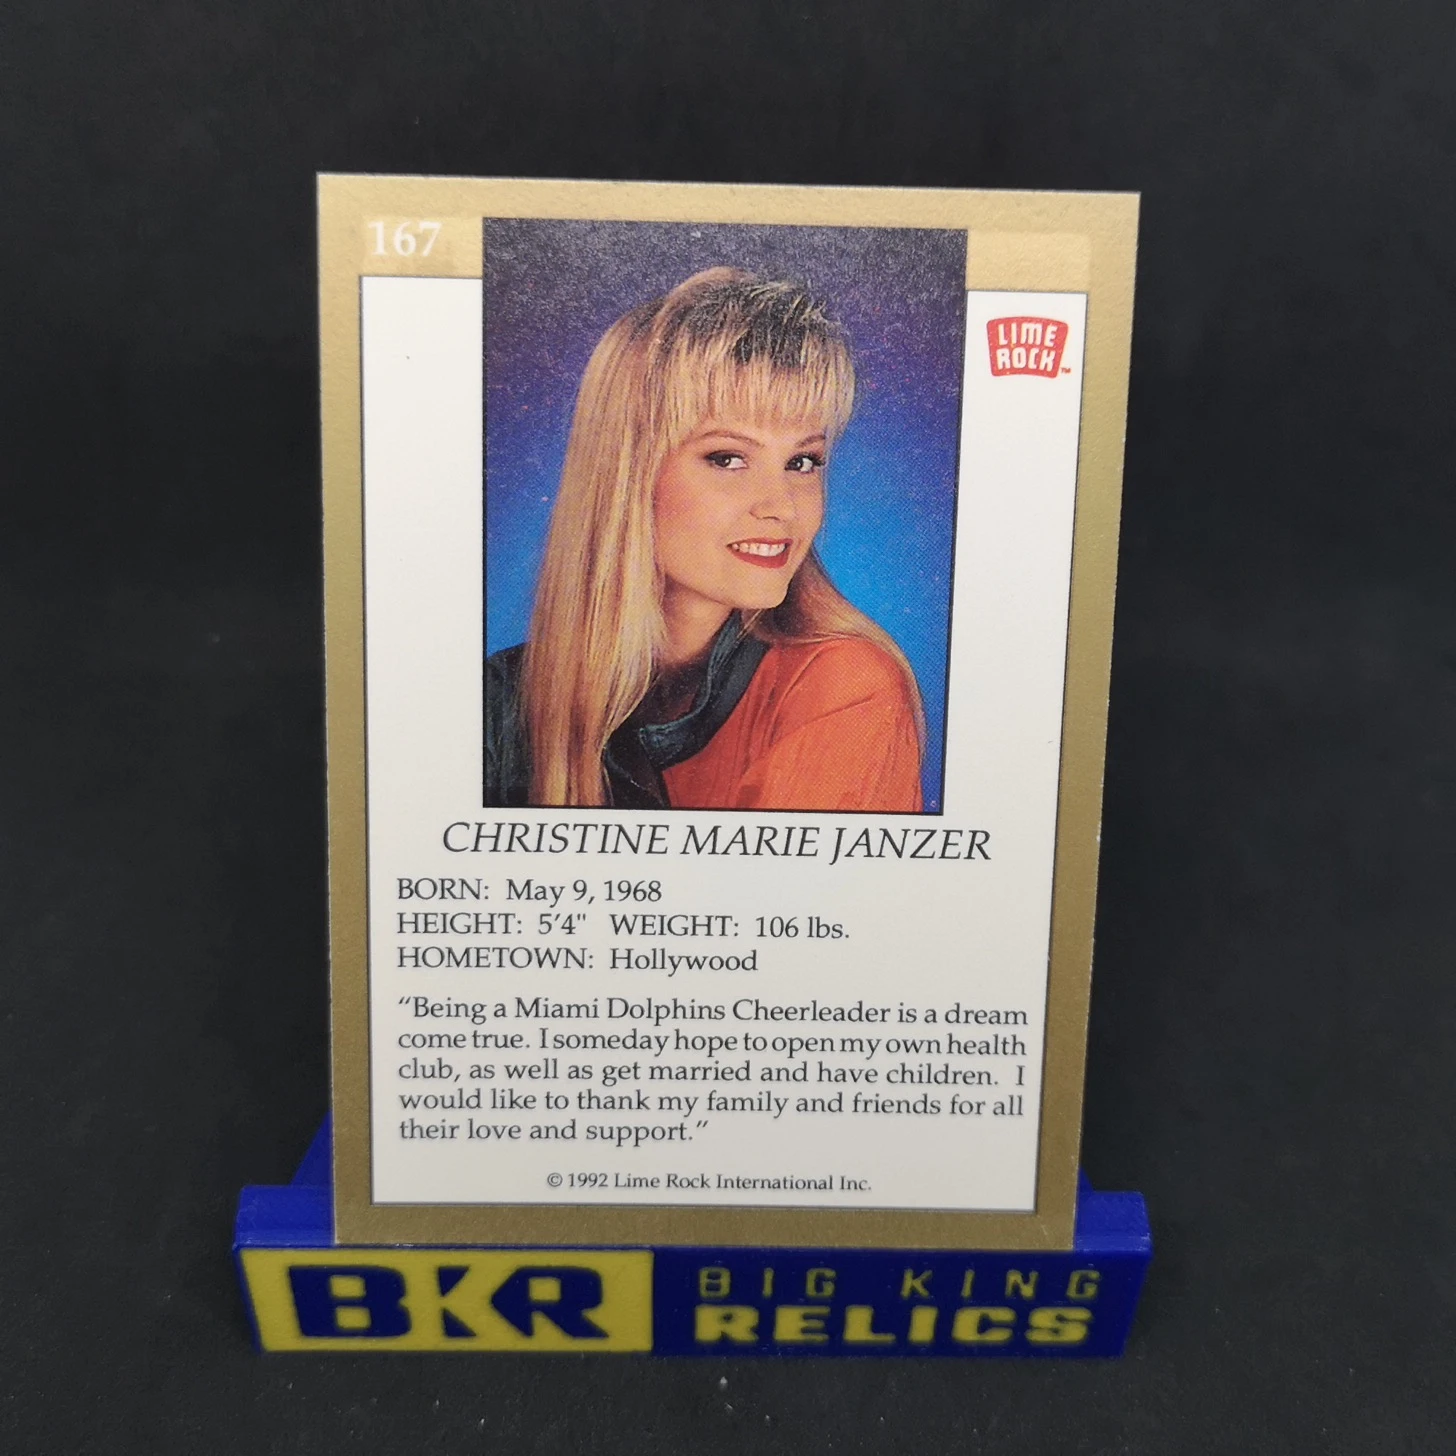 167
LIME
ROCK™
CHRISTINE MARIE JANZER
BORN: May 9, 1968
HEIGHT: 5'4" WEIGHT: 106 lbs.
HOMETOWN: Hollywood
“Being a Miami Dolphins Cheerleader is a dream
come true. I someday hope to open my own health
club, as well as get married and have children. I
would like to thank my family and friends for all
their love and support.”
© 1992 Lime Rock International Inc.
BKR
BIG KING
RELICS